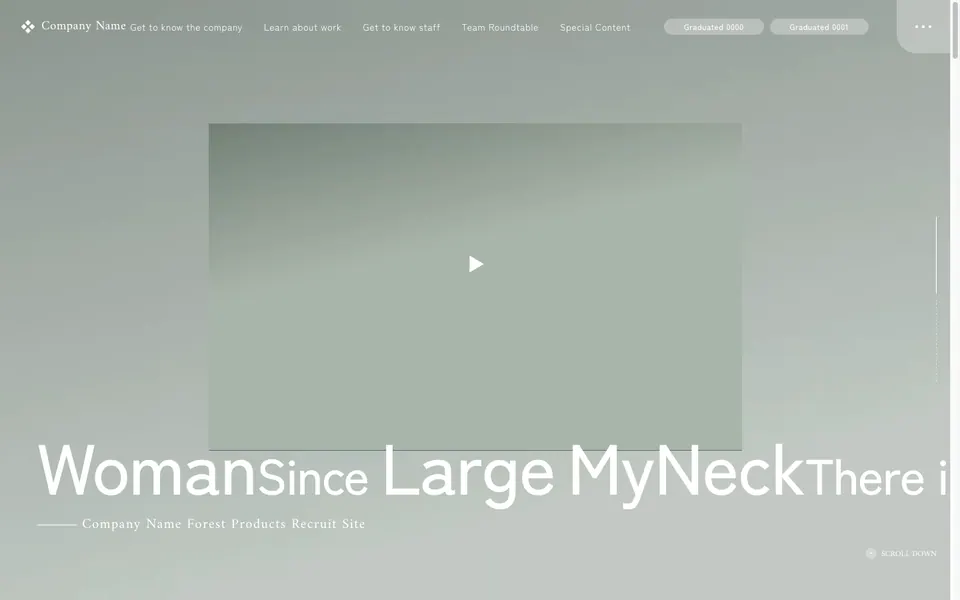 Company Name
Get to know the company
Learn about work
Get to know staff
Team Roundtable
Special Content
Graduated 0000
Graduated 0001
WomanSince Large MyNeckThere i
Company Name Forest Products Recruit Site
SCROLL DOWN